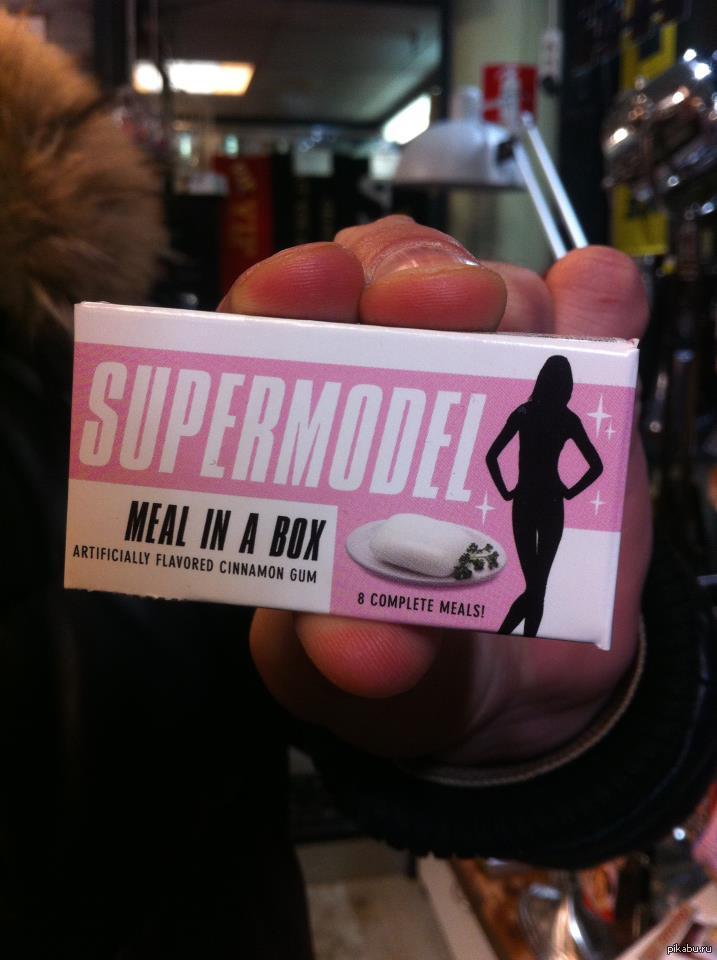 SUPERMODEL
MEAL IN A BOX
ARTIFICIALLY FLAVORED CINNAMON GUM
8 COMPLETE MEALS!
pikabu.ru